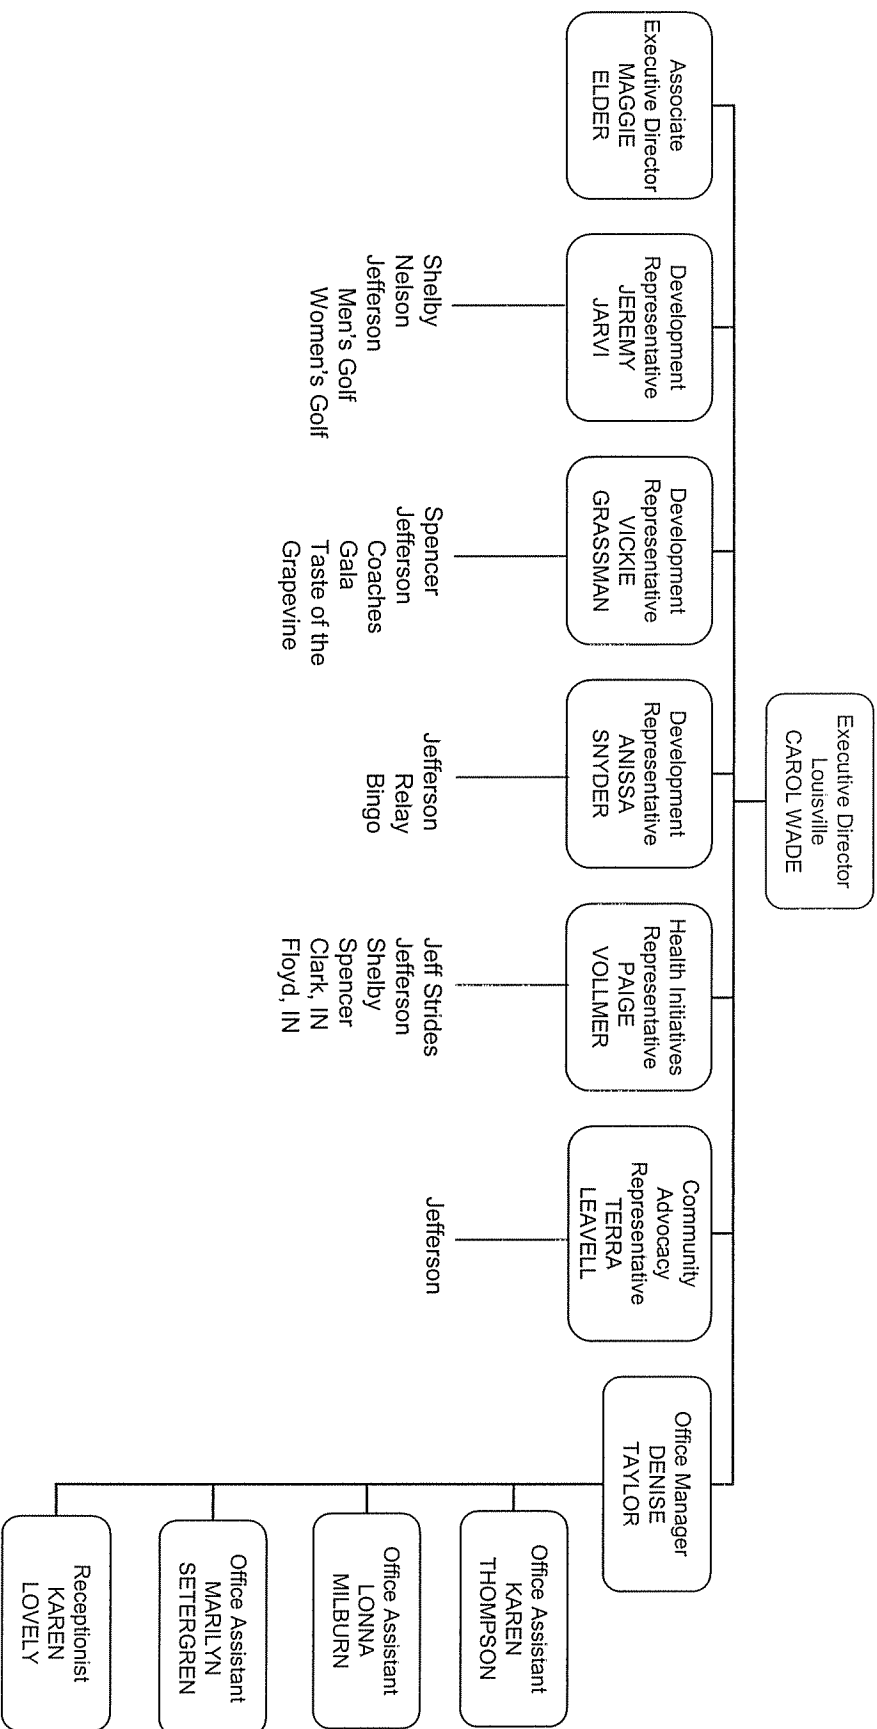 Executive Director
Louisville
CAROL WADE
Associate
Executive Director
MAGGIE
ELDER
Development
Representative
JEREMY
JARVI
Shelby
Nelson
Jefferson
Men's Golf
Women's Golf
Development
Representative
VICKIE
GRASSMAN
Spencer
Jefferson
Coaches
Gala
Taste of the
Grapevine
Development
Representative
ANISSA
SNYDER
Jefferson
Relay
Bingo
Health Initiatives
Representative
PAIGE
VOLLMER
Jeff Strides
Jefferson
Shelby
Spencer
Clark, IN
Floyd, IN
Community
Advocacy
Representative
TERRA
LEAVELL
Jefferson
Office Manager
DENISE
TAYLOR
Office Assistant
KAREN
THOMPSON
Office Assistant
LONNA
MILBURN
Office Assistant
MARILYN
SETERGREN
Receptionist
KAREN
LOVELY